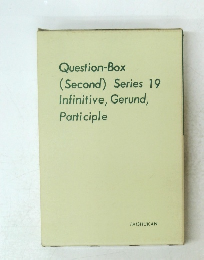 Question-Box
(Second) Series 19
Infinitive, Gerund,
Participle